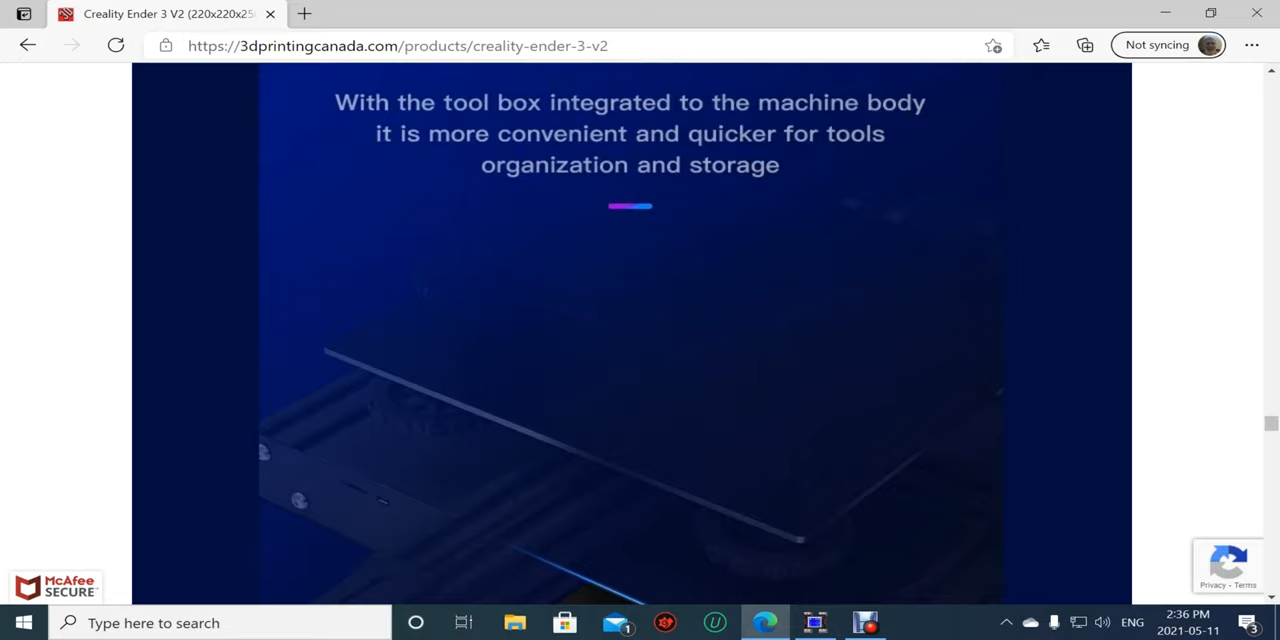 Creality Ender 3 V2 (220x220x25
https://3dprintingcanada.com/products/creality-ender-3-v2
Not syncing
With the tool box integrated to the machine body
it is more convenient and quicker for tools
organization and storage
McAfee
SECURE
Privacy - Terms
Type here to search
1
U
ENG
2:36 PM
2021-05-11
3